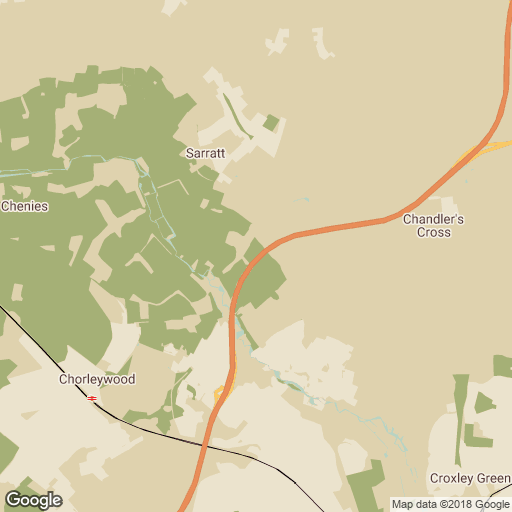 Sarratt
Chenies
Chandler's
Cross
Chorleywood
Croxley Green
Google
Map data ©2018 Google